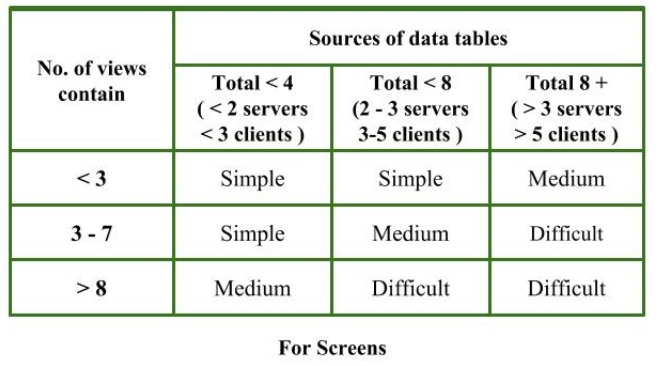 Sources of data tables
No. of views
contain
Total < 4
( < 2 servers
< 3 clients )
Total < 8
(2 - 3 servers
3-5 clients )
Total 8 +
( > 3 servers
> 5 clients )
< 3
Simple
Simple
Medium
3 - 7
Simple
Medium
Difficult
> 8
Medium
Difficult
Difficult
For Screens